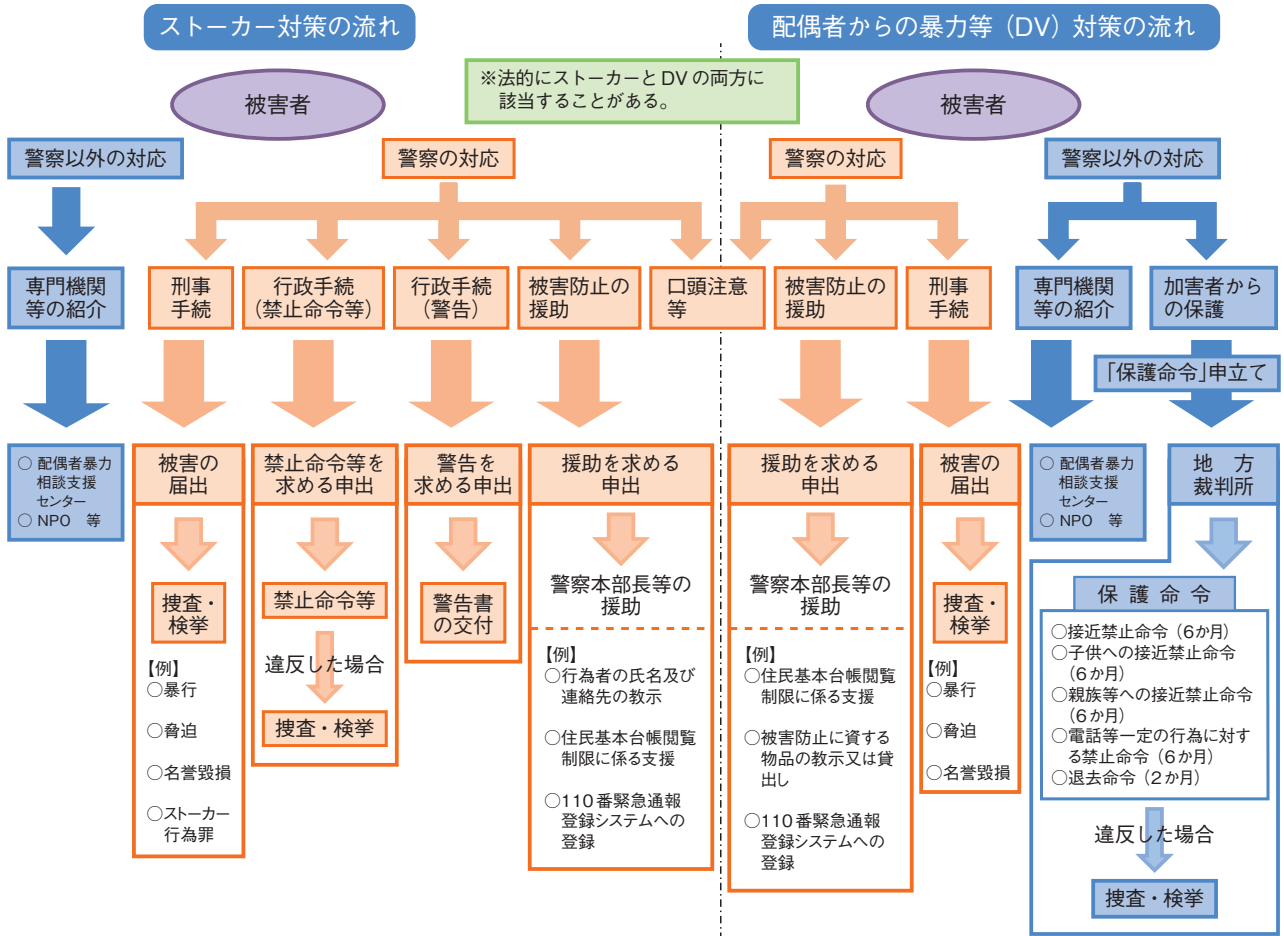 ストーカー対策の流れ
配偶者からの暴力等（DV）対策の流れ
※法的にストーカーとDVの両方に
該当することがある。
被害者
被害者
警察以外の対応
警察の対応
警察の対応
警察以外の対応
専門機関
等の紹介
刑事
手続
行政手続
（禁止命令等）
行政手続
（警告）
被害防止の
援助
口頭注意
等
被害防止の
援助
刑事
手続
専門機関
等の紹介
加害者から
の保護
「保護命令」申立て
○ 配偶者暴力
相談支援
センター
○ NPO　等
被害の
届出
捜査・
検挙
【例】
○暴行
○脅迫
○名誉毀損
○ストーカー
行為罪
禁止命令等を
求める申出
禁止命令等
違反した場合
捜査・検挙
警告を
求める申出
警告書
の交付
援助を求める
申出
警察本部長等の
援助
【例】
○行為者の氏名及び
連絡先の教示
○住民基本台帳閲覧
制限に係る支援
○110番緊急通報
登録システムへの
登録
援助を求める
申出
警察本部長等の
援助
【例】
○住民基本台帳閲覧
制限に係る支援
○被害防止に資する
物品の教示又は貸
出し
○110番緊急通報
登録システムへの
登録
被害の
届出
捜査・
検挙
【例】
○暴行
○脅迫
○名誉毀損
○ 配偶者暴力
相談支援
センター
○ NPO　等
地　方
裁判所
保 護 命 令
○接近禁止命令（6か月）
○子供への接近禁止命令
（6か月）
○親族等への接近禁止命令
（6か月）
○電話等一定の行為に対す
る禁止命令（6か月）
○退去命令（2か月）
違反した場合
捜査・検挙